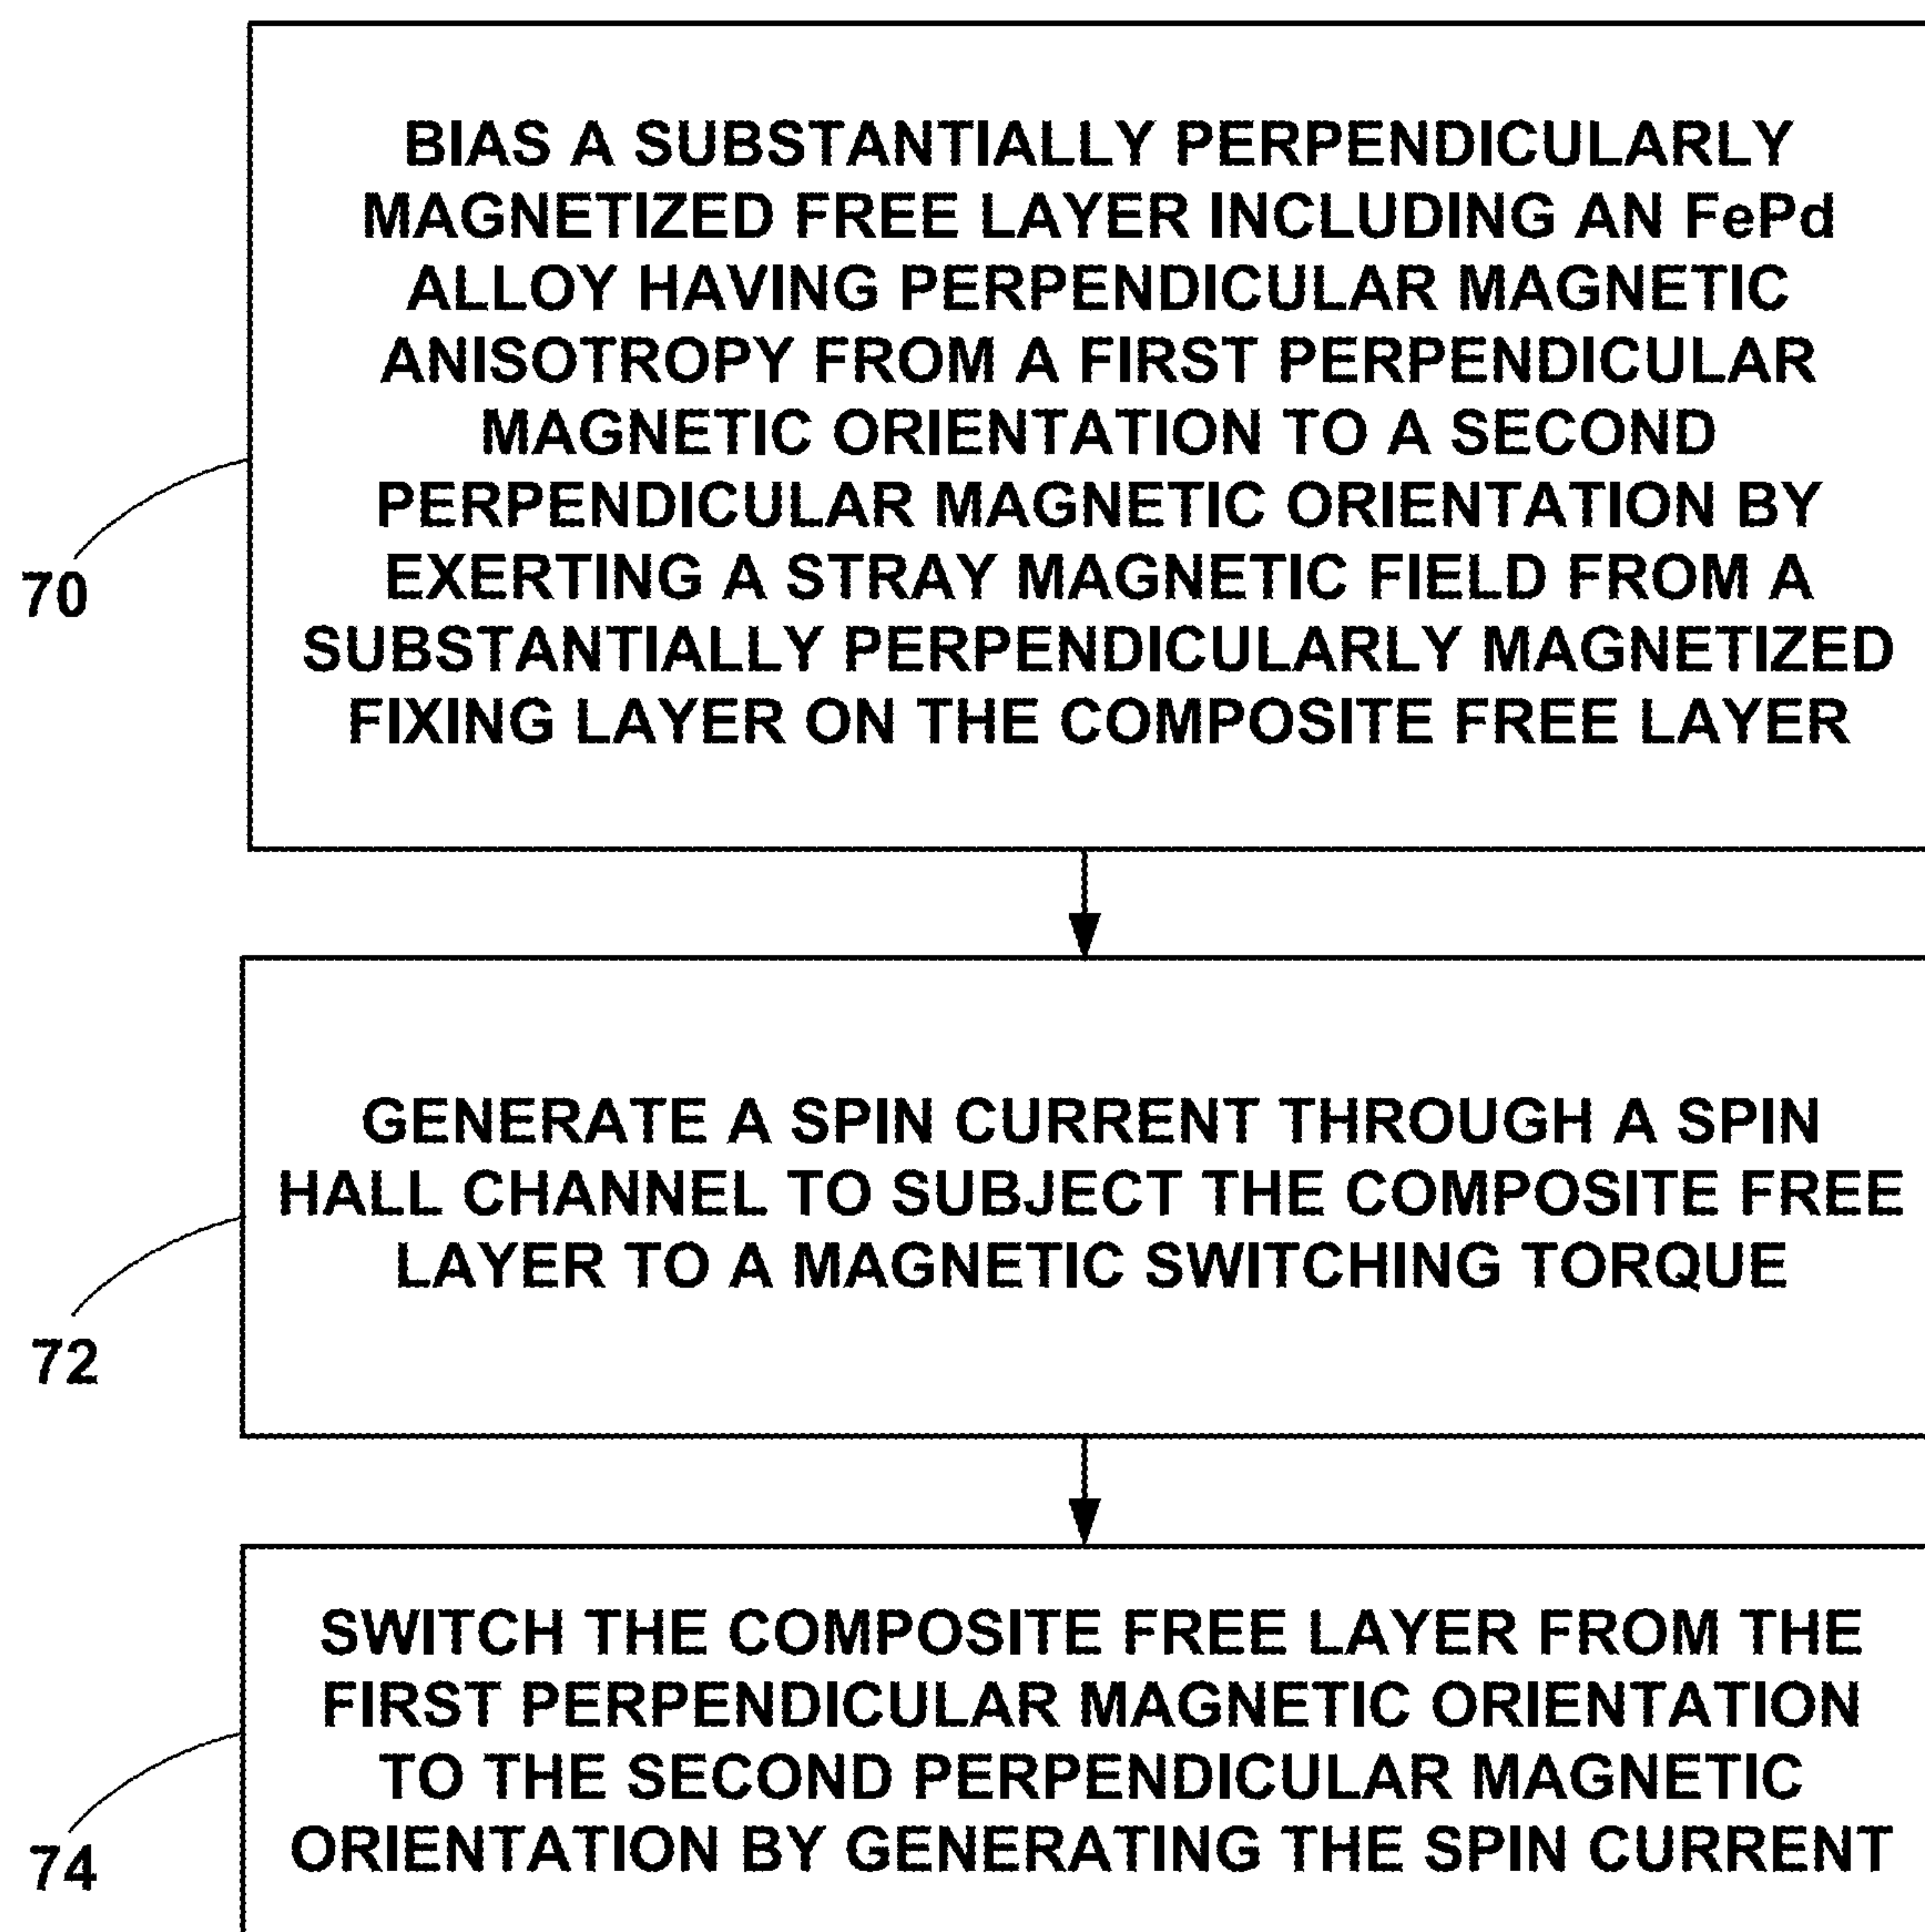 BIAS A SUBSTANTIALLY PERPENDICULARLY
MAGNETIZED FREE LAYER INCLUDING AN FePd
ALLOY HAVING PERPENDICULAR MAGNETIC
ANISOTROPY FROM A FIRST PERPENDICULAR
MAGNETIC ORIENTATION TO A SECOND
PERPENDICULAR MAGNETIC ORIENTATION BY
EXERTING A STRAY MAGNETIC FIELD FROM A
SUBSTANTIALLY PERPENDICULARLY MAGNETIZED
FIXING LAYER ON THE COMPOSITE FREE LAYER
70
GENERATE A SPIN CURRENT THROUGH A SPIN
HALL CHANNEL TO SUBJECT THE COMPOSITE FREE
LAYER TO A MAGNETIC SWITCHING TORQUE
72
SWITCH THE COMPOSITE FREE LAYER FROM THE
FIRST PERPENDICULAR MAGNETIC ORIENTATION
TO THE SECOND PERPENDICULAR MAGNETIC
ORIENTATION BY GENERATING THE SPIN CURRENT
74